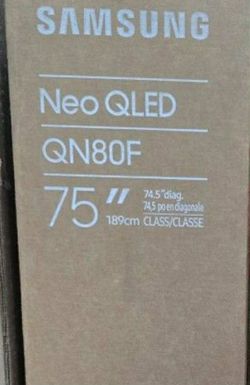 SAMSUNG
Neo QLED
QN80F
75" 74.5"diag.
74,5 po en diagonale
189cm CLASS/CLASSE